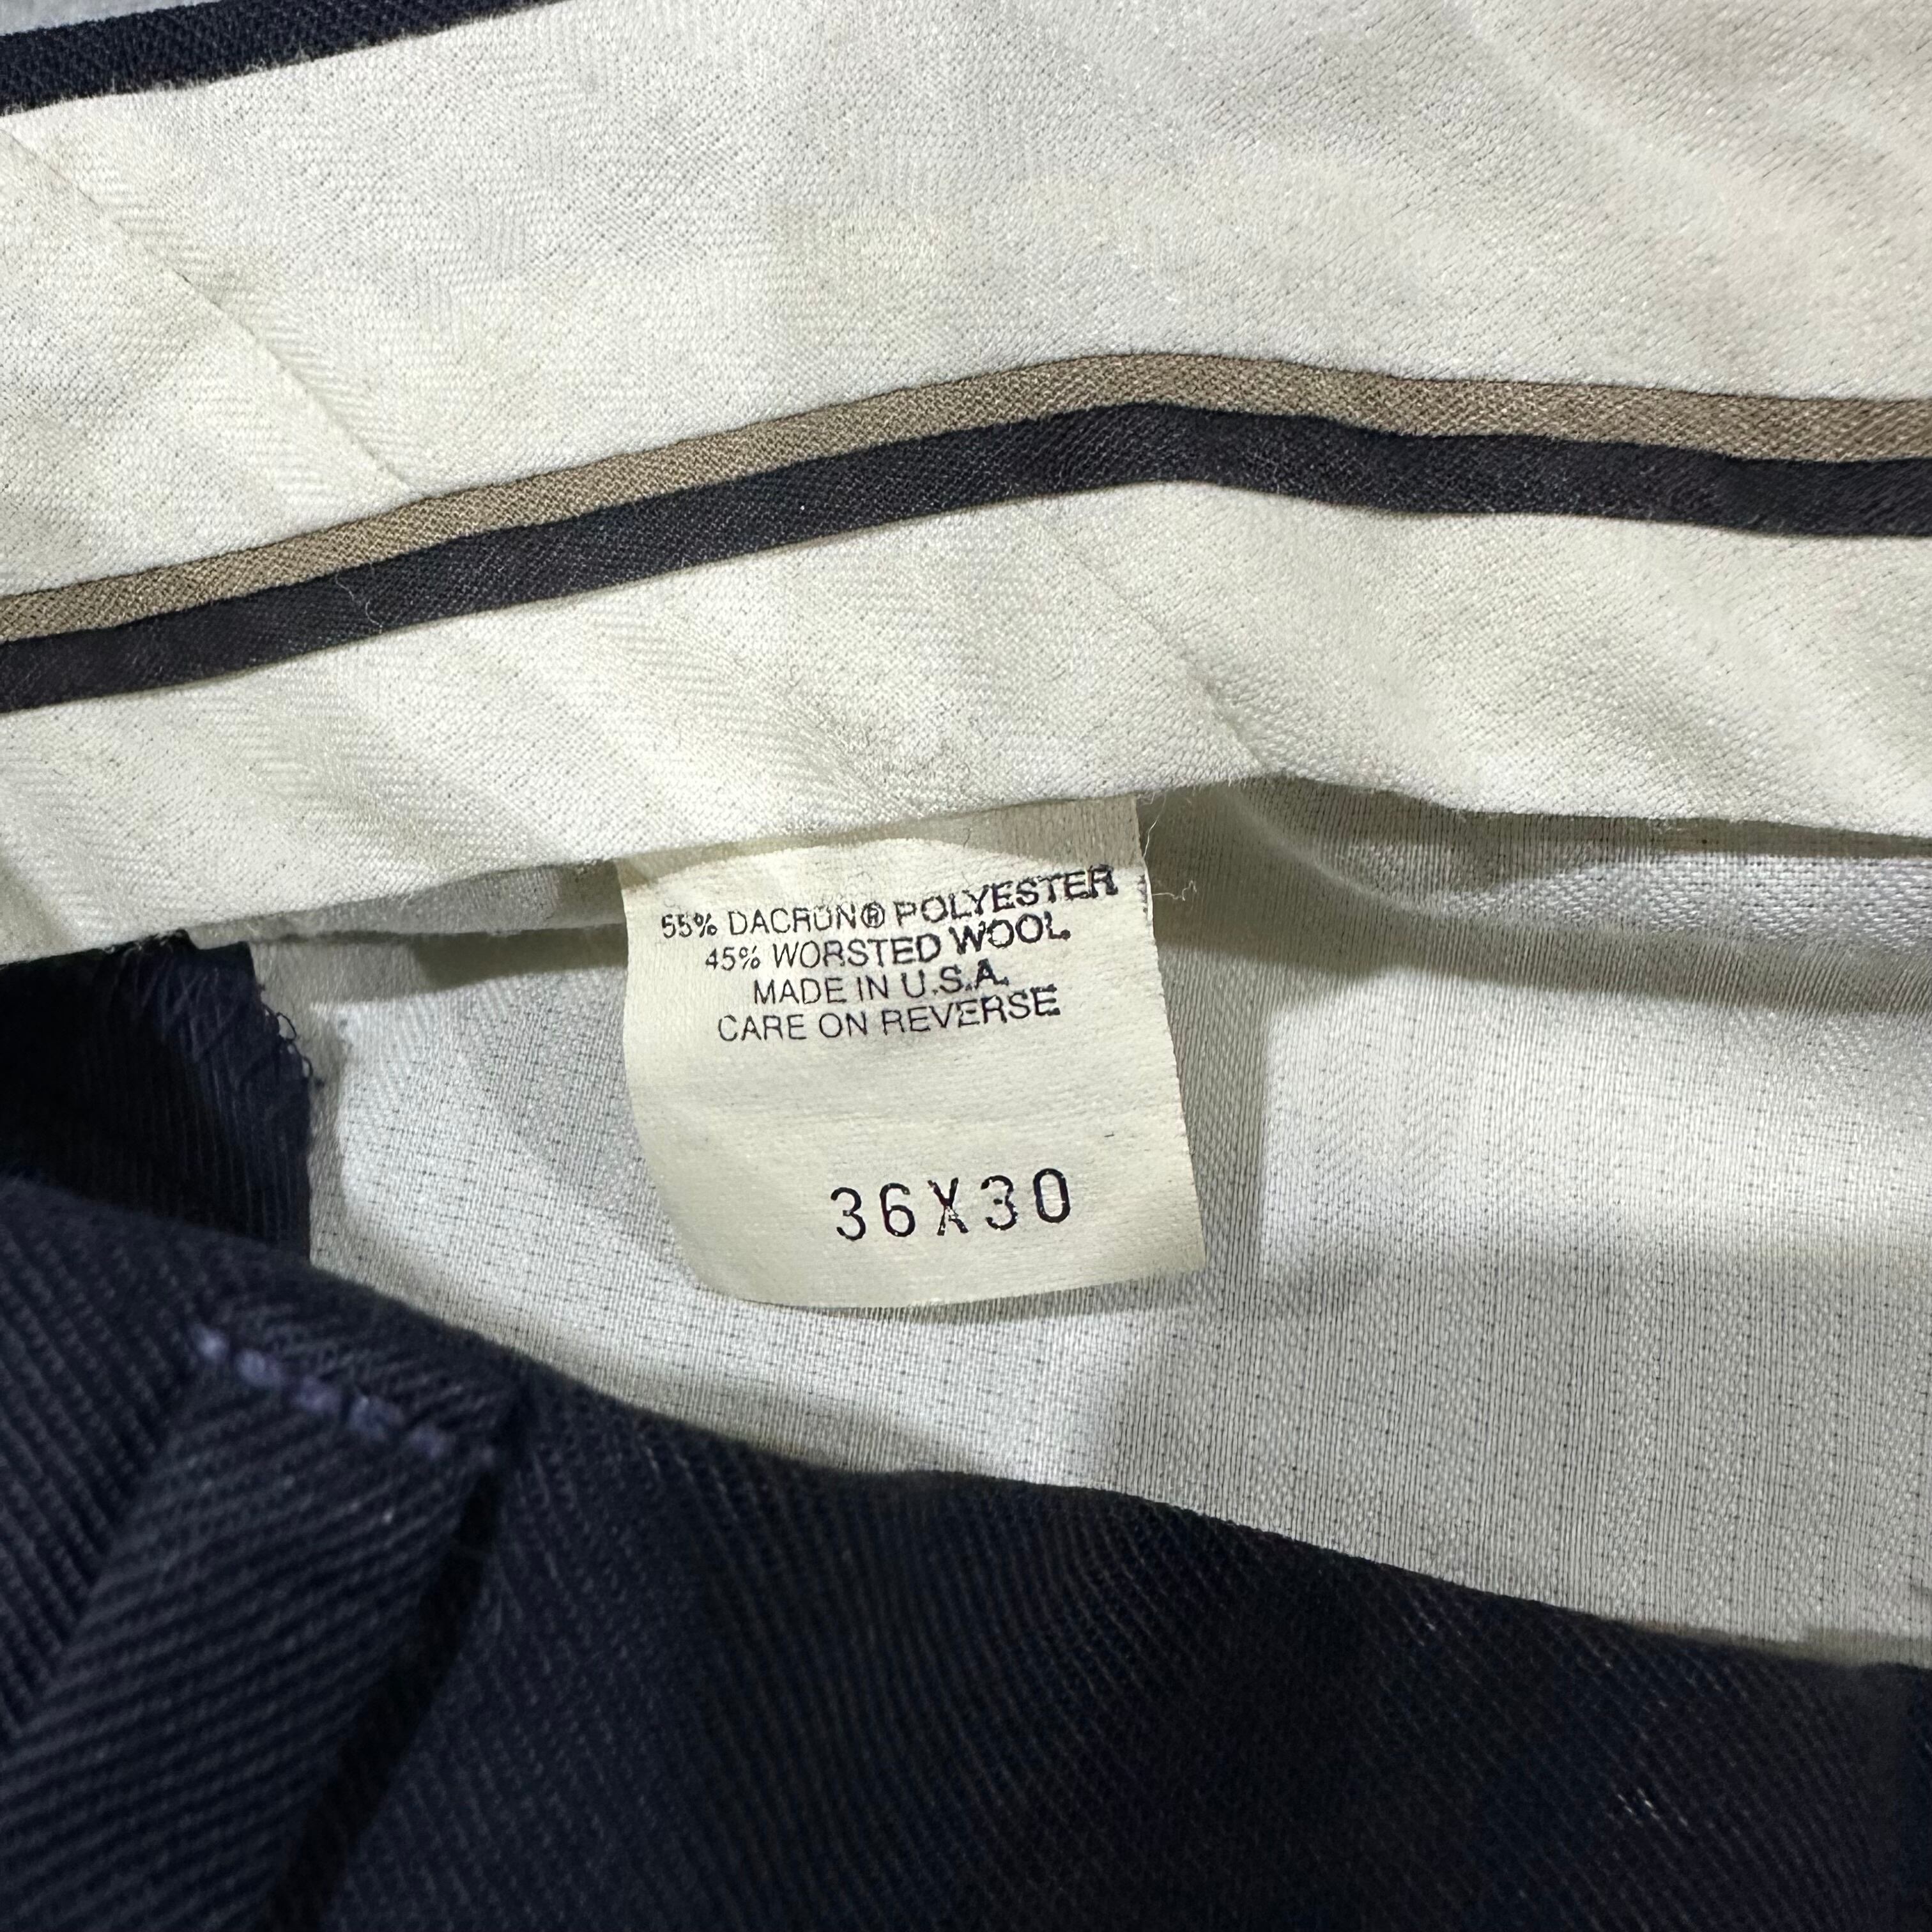 55% DACRON® POLYESTER
45% WORSTED WOOL
MADE IN U.S.A.
CARE ON REVERSE
36X30